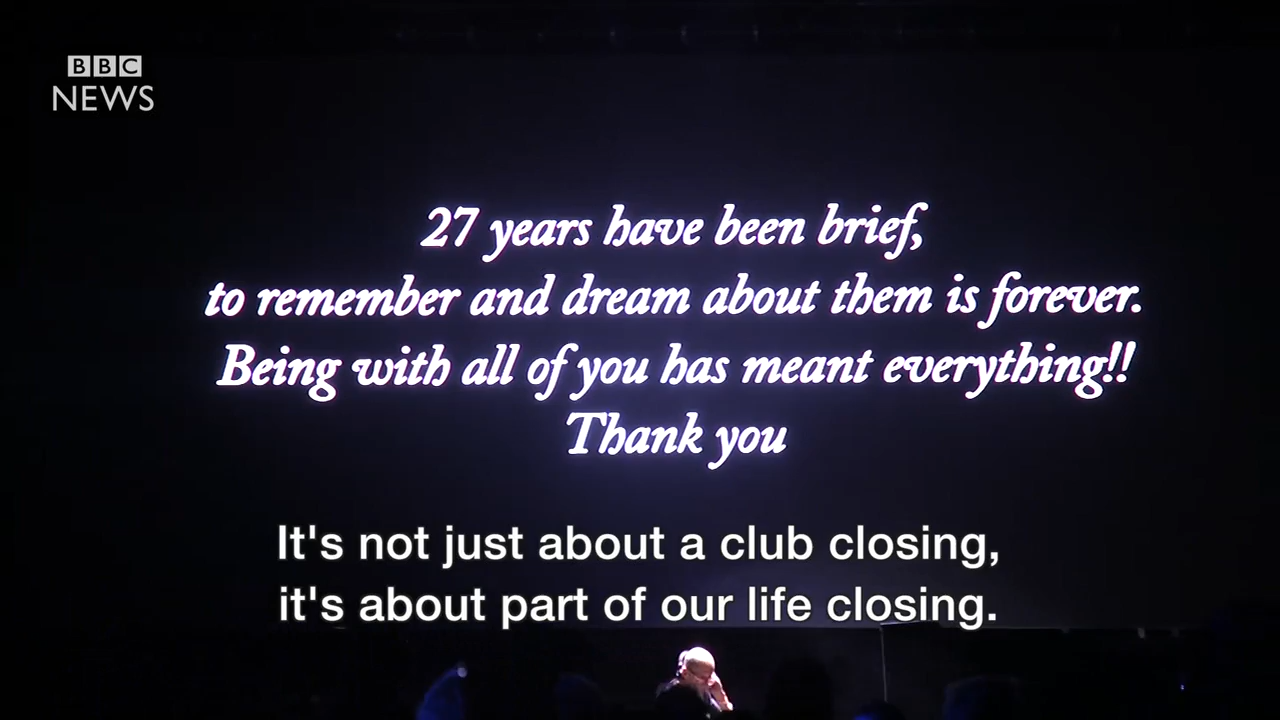 BBC
NEWS
27 years have been brief,
to remember and dream about them is forever.
Being with all of you has meant everything!!
Thank you
It's not just about a club closing,
it's about part of our life closing.